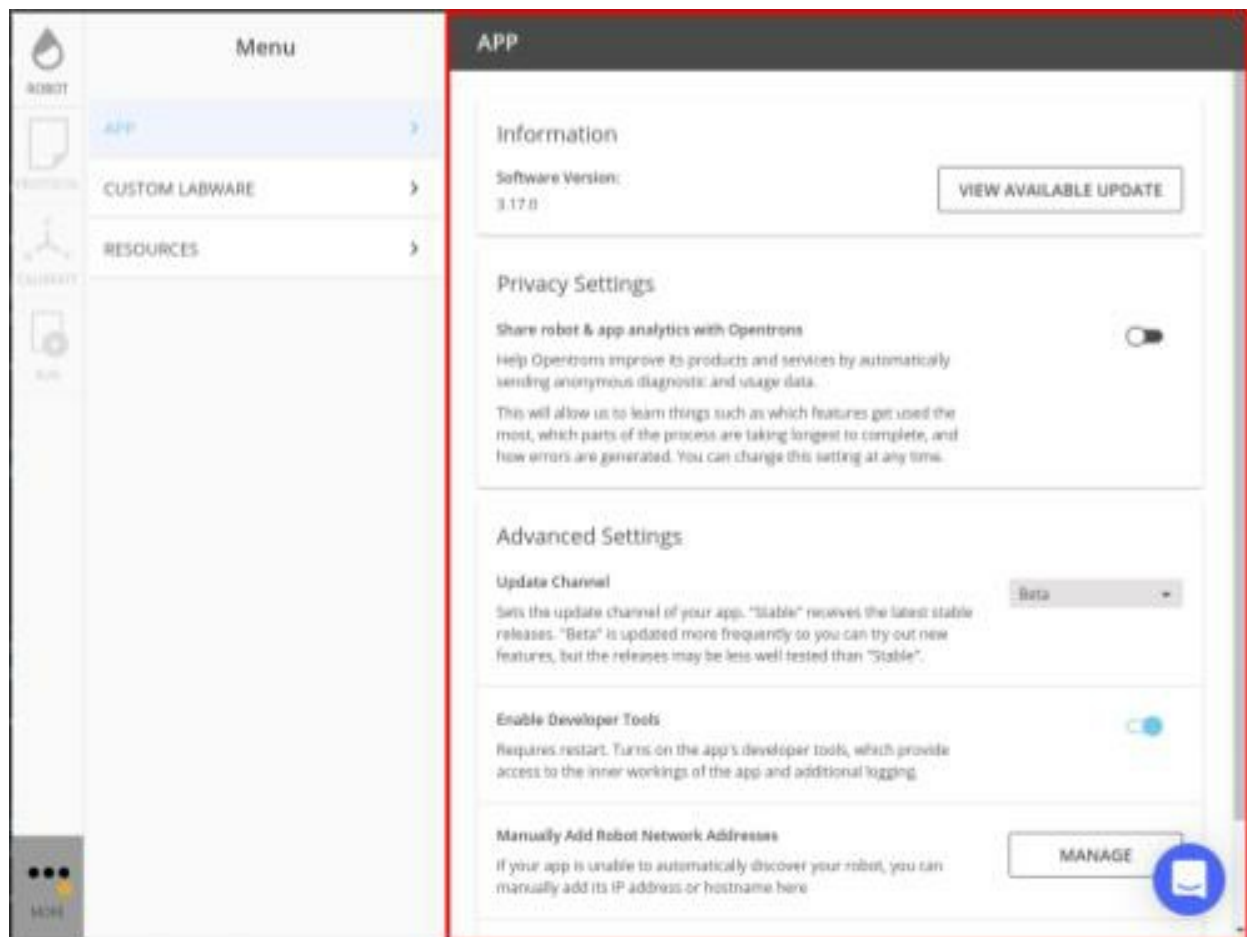 ROBOT
PROTOCOL
CALIBRATE
RUN
MORE
Menu
APP
CUSTOM LABWARE
RESOURCES
APP
Information
Software Version:
3.17.0
VIEW AVAILABLE UPDATE
Privacy Settings
Share robot & app analytics with Opentrons
Help Opentrons improve its products and services by automatically
sending anonymous diagnostic and usage data.
This will allow us to learn things such as which features get used the
most, which parts of the process are taking longest to complete, and
how errors are generated. You can change this setting at any time.
Advanced Settings
Update Channel
Beta
Sets the update channel of your app. "Stable" receives the latest stable
releases. "Beta" is updated more frequently so you can try out new
features, but the releases may be less well tested than "Stable".
Enable Developer Tools
Requires restart. Turns on the app's developer tools, which provide
access to the inner workings of the app and additional logging.
Manually Add Robot Network Addresses
If your app is unable to automatically discover your robot, you can
manually add its IP address or hostname here
MANAGE